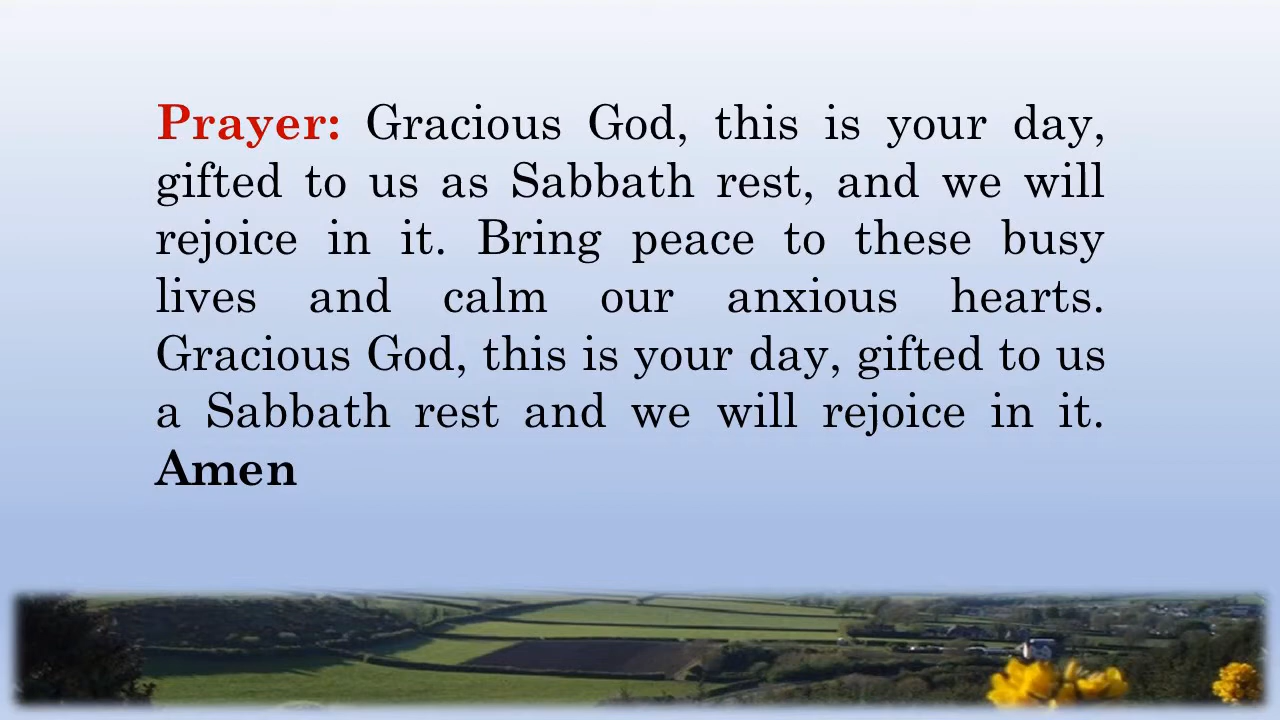 Prayer: Gracious God, this is your day,
gifted to us as Sabbath rest, and we will
rejoice in it. Bring peace to these busy
lives and calm our anxious hearts.
Gracious God, this is your day, gifted to us
a Sabbath rest and we will rejoice in it.
Amen